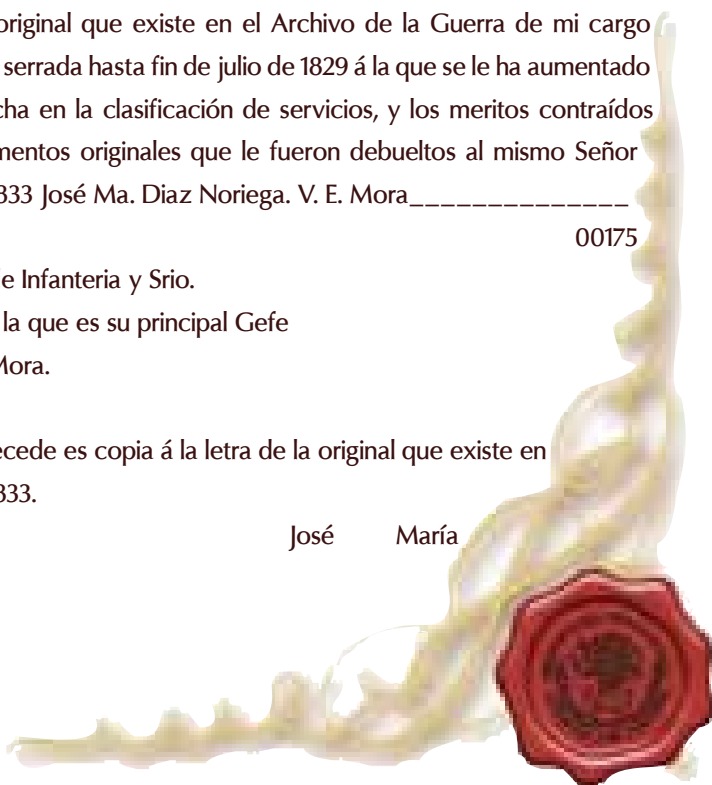 original que existe en el Archivo de la Guerra de mi cargo
serrada hasta fin de julio de 1829 á la que se le ha aumentado
cha en la clasificación de servicios, y los meritos contraídos
mentos originales que le fueron debueltos al mismo Señor
833 José Ma. Diaz Noriega. V. E. Mora______________
00175
e Infanteria y Srio.
la que es su principal Gefe
Mora.
ecede es copia á la letra de la original que existe en
833.
José María